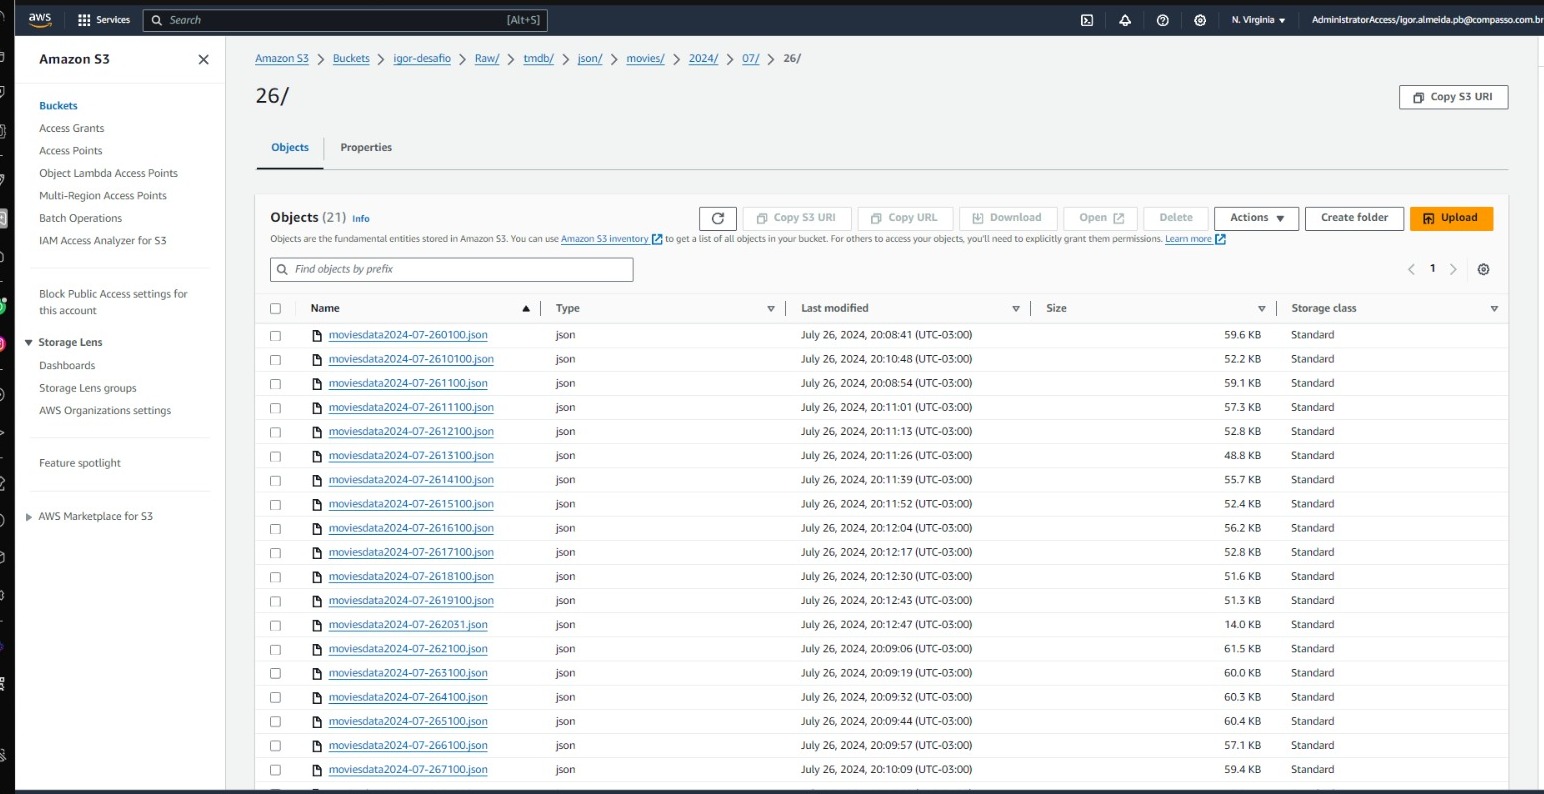 aws Services Search [Alt+S] N. Virginia AdministratorAccess/igor.almeida.pb@compasso.com.br
Amazon S3
Buckets
Access Grants
Access Points
Object Lambda Access Points
Multi-Region Access Points
Batch Operations
IAM Access Analyzer for S3
Block Public Access settings for
this account
Storage Lens
Dashboards
Storage Lens groups
AWS Organizations settings
Feature spotlight
AWS Marketplace for S3
Amazon S3 > Buckets > igor-desafio > Raw/ > tmdb/ > json/ > movies/ > 2024/ > 07/ > 26/
26/
Copy S3 URI
Objects Properties
Objects (21) Info
Copy S3 URI Copy URL Download Open Delete Actions Create folder Upload
Objects are the fundamental entities stored in Amazon S3. You can use Amazon S3 inventory to get a list of all objects in your bucket. For others to access your objects, you'll need to explicitly grant them permissions. Learn more
Find objects by prefix
1
Name Type Last modified Size Storage class
moviesdata2024-07-260100.json json July 26, 2024, 20:08:41 (UTC-03:00) 59.6 KB Standard
moviesdata2024-07-2610100.json json July 26, 2024, 20:10:48 (UTC-03:00) 52.2 KB Standard
moviesdata2024-07-261100.json json July 26, 2024, 20:08:54 (UTC-03:00) 59.1 KB Standard
moviesdata2024-07-2611100.json json July 26, 2024, 20:11:01 (UTC-03:00) 57.3 KB Standard
moviesdata2024-07-2612100.json json July 26, 2024, 20:11:13 (UTC-03:00) 52.8 KB Standard
moviesdata2024-07-2613100.json json July 26, 2024, 20:11:26 (UTC-03:00) 48.8 KB Standard
moviesdata2024-07-2614100.json json July 26, 2024, 20:11:39 (UTC-03:00) 55.7 KB Standard
moviesdata2024-07-2615100.json json July 26, 2024, 20:11:52 (UTC-03:00) 52.4 KB Standard
moviesdata2024-07-2616100.json json July 26, 2024, 20:12:04 (UTC-03:00) 56.2 KB Standard
moviesdata2024-07-2617100.json json July 26, 2024, 20:12:17 (UTC-03:00) 52.8 KB Standard
moviesdata2024-07-2618100.json json July 26, 2024, 20:12:30 (UTC-03:00) 51.6 KB Standard
moviesdata2024-07-2619100.json json July 26, 2024, 20:12:43 (UTC-03:00) 51.3 KB Standard
moviesdata2024-07-262031.json json July 26, 2024, 20:12:47 (UTC-03:00) 14.0 KB Standard
moviesdata2024-07-262100.json json July 26, 2024, 20:09:06 (UTC-03:00) 61.5 KB Standard
moviesdata2024-07-263100.json json July 26, 2024, 20:09:19 (UTC-03:00) 60.0 KB Standard
moviesdata2024-07-264100.json json July 26, 2024, 20:09:32 (UTC-03:00) 60.3 KB Standard
moviesdata2024-07-265100.json json July 26, 2024, 20:09:44 (UTC-03:00) 60.4 KB Standard
moviesdata2024-07-266100.json json July 26, 2024, 20:09:57 (UTC-03:00) 57.1 KB Standard
moviesdata2024-07-267100.json json July 26, 2024, 20:10:09 (UTC-03:00) 59.4 KB Standard